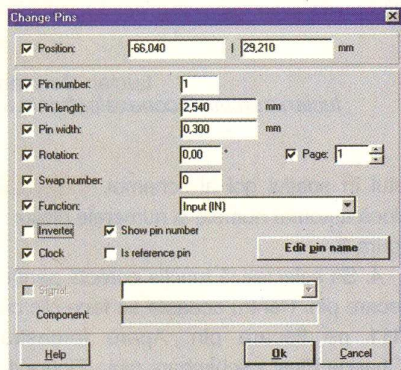 Change Pins
Position: -66,040 | 29,210 mm
Pin number: 1
Pin length: 2,540 mm
Pin width: 0,300 mm
Rotation: 0,00 ° Page: 1
Swap number: 0
Function: Input (IN)
Inverter Show pin number
Clock Is reference pin Edit pin name
Signal:
Component:
Help Ok Cancel